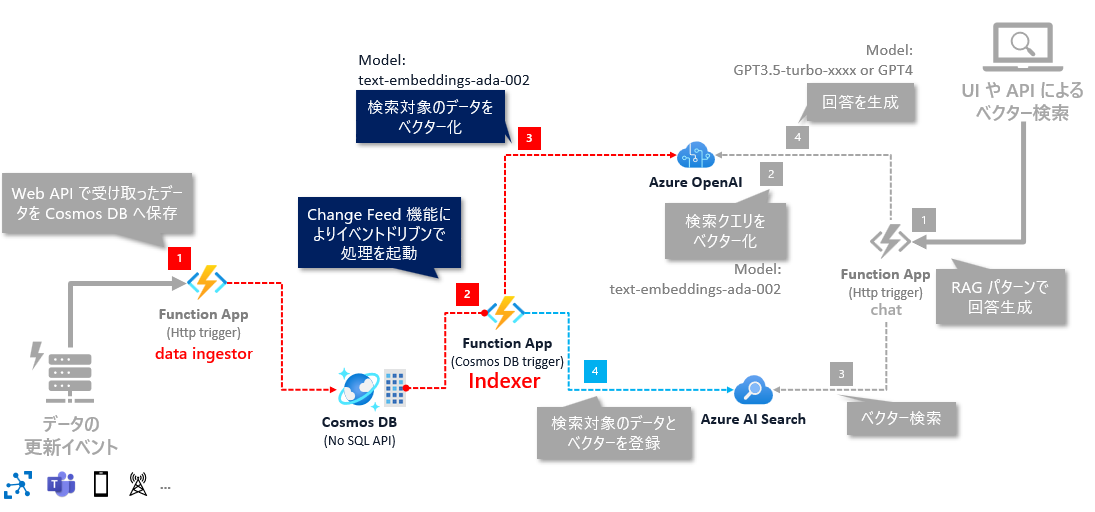 Model:
text-embeddings-ada-002
検索対象のデータを
ベクター化
3
Model:
GPT3.5-turbo-xxxx or GPT4
回答を生成
4
UI や API による
ベクター検索
Azure OpenAI
2
検索クエリを
ベクター化
Model:
text-embeddings-ada-002
1
Function App
(Http trigger)
chat
RAG パターンで
回答生成
Web API で受け取ったデー
タを Cosmos DB へ保存
1
Function App
(Http trigger)
data ingestor
Change Feed 機能に
よりイベントドリブンで
処理を起動
2
Function App
(Cosmos DB trigger)
Indexer
4
検索対象のデータと
ベクターを登録
Azure AI Search
3
ベクター検索
Cosmos DB
(No SQL API)
データの
更新イベント
T
...